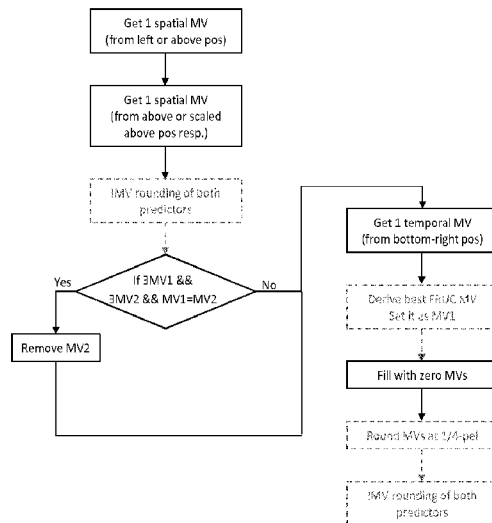 Get 1 spatial MV
(from left or above pos)
Get 1 spatial MV
(from above or scaled
above pos resp.)
IMV rounding of both
predictors
If ∃MV1 &&
∃MV2 && MV1=MV2
Yes
No
Remove MV2
Get 1 temporal MV
(from bottom-right pos)
Derive best FRUC MV
Set it as MV1
Fill with zero MVs
Round MVs at 1/4-pel
IMV rounding of both
predictors